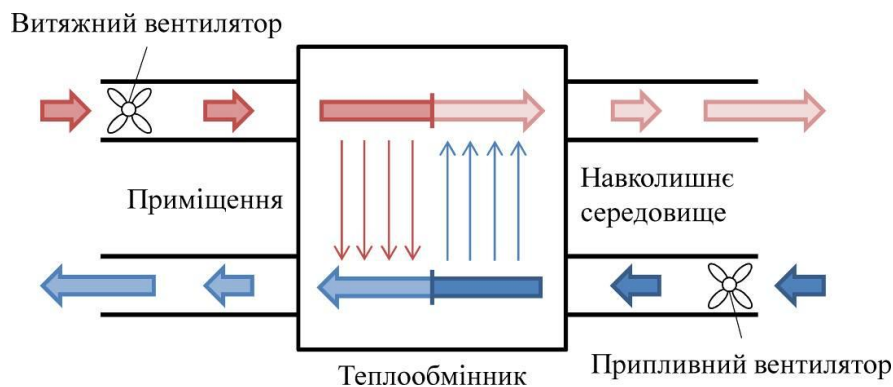 Витяжний вентилятор
Приміщення
Навколишнє
середовище
Припливний вентилятор
Теплообмінник